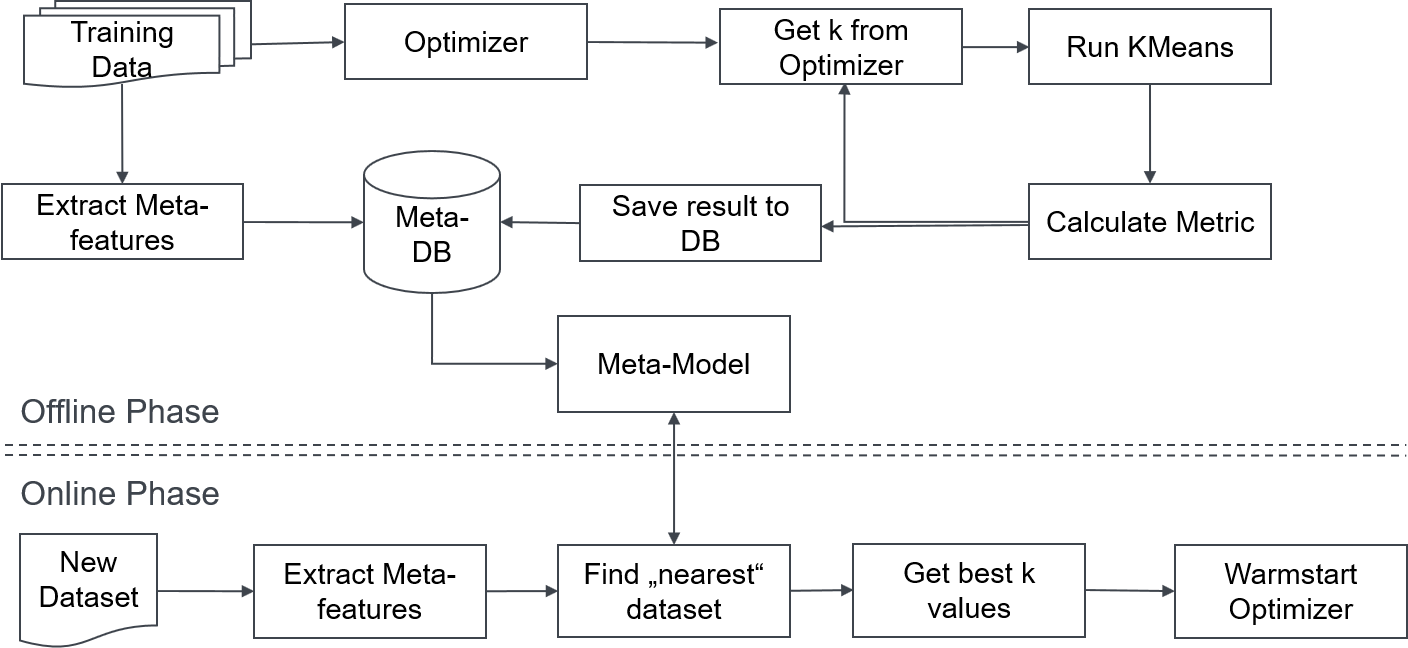 Training
Data
Optimizer
Get k from
Optimizer
Run KMeans
Extract Meta-
features
Meta-
DB
Save result to
DB
Calculate Metric
Meta-Model
Offline Phase
Online Phase
New
Dataset
Extract Meta-
features
Find „nearest“
dataset
Get best k
values
Warmstart
Optimizer